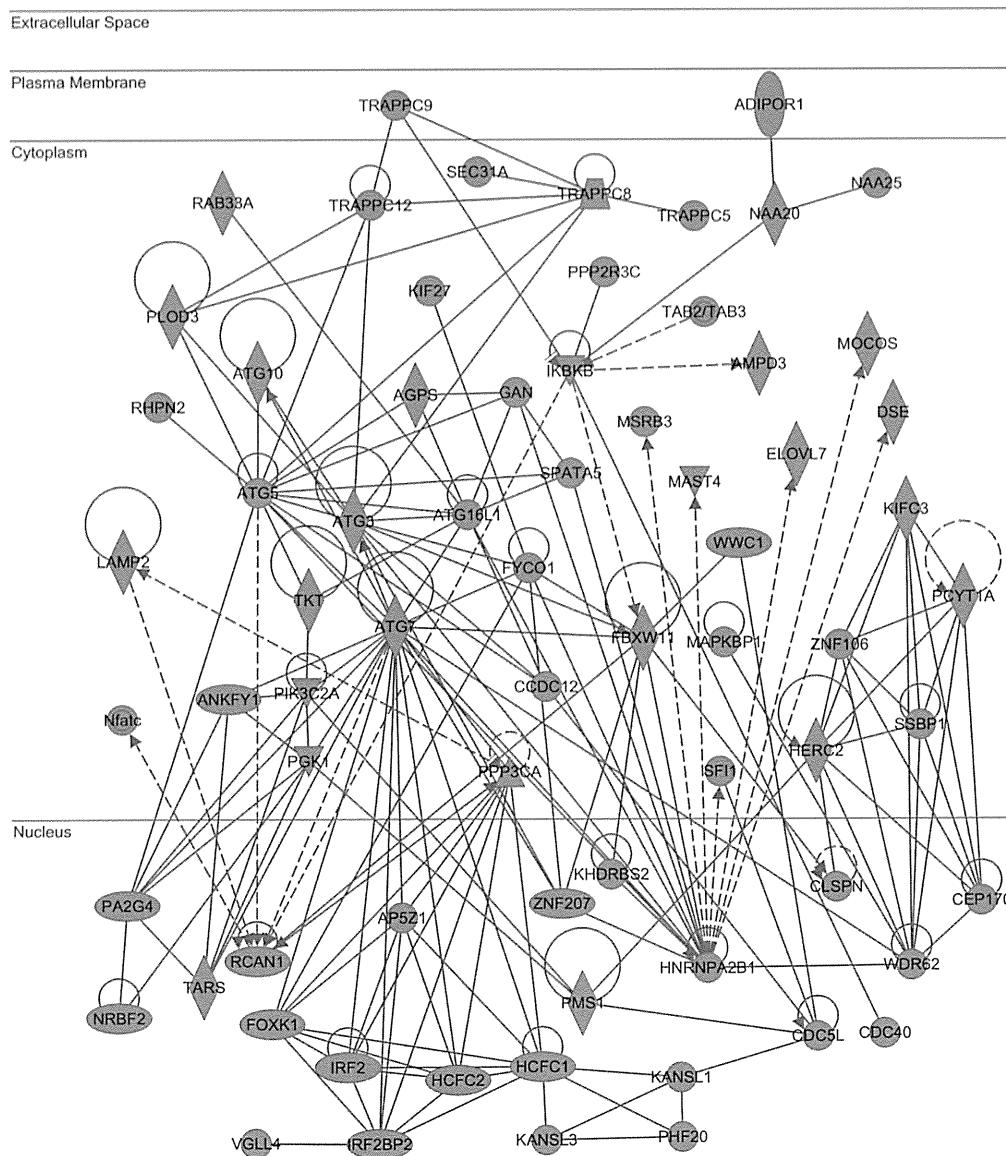 Extracellular Space
Plasma Membrane
TRAPPC9
ADIPOR1
Cytoplasm
SEC31A
TRAPPC8
NAA25
RAB33A
TRAPPC12
TRAPPC5
NAA20
PPP2R3C
KIF27
TAB2/TAB3
PLOD3
MOCOS
ATG10
IKBKB
AMPD3
AGPS
GAN
RHPN2
MSRB3
DSE
ELOVL7
SPATA5
MAST4
ATG5
ATG3
ATG16L1
KIFC3
WWC1
LAMP2
FYCO1
PCYT1A
TKT
ATG7
FBXW11
MAPKBP1
ZNF106
CCDC12
ANKFY1
PIK3C2A
Nfatc
SSBP1
HERC2
PGK1
PPP3CA
SFI1
Nucleus
KHDRBS2
CLSPN
CEP170
PA2G4
AP5Z1
ZNF207
RCAN1
HNRNPA2B1
WDR62
TARS
PMS1
NRBF2
FOXK1
CDC5L
CDC40
IRF2
HCFC2
HCFC1
KANSL1
VGLL4
IRF2BP2
KANSL3
PHF20